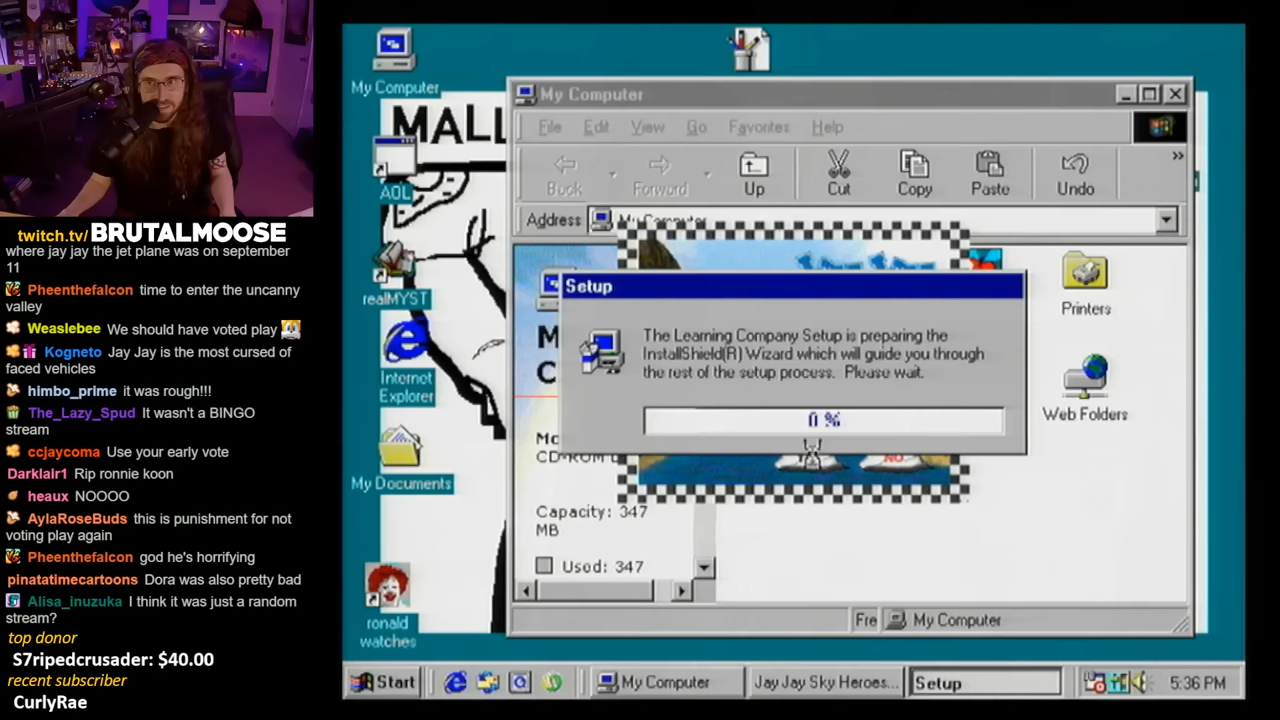 twitch.tv/BRUTALMOOSE
where jay jay the jet plane was on september
11
Pheenthefalcon time to enter the uncanny
valley
Weaslebee We should have voted play
Kogneto Jay Jay is the most cursed of
faced vehicles
himbo_prime it was rough!!!
The_Lazy_Spud It wasn't a BINGO
stream
ccjaycoma Use your early vote
Darklair1 Rip ronnie koon
heaux NOOOO
AylaRoseBuds this is punishment for not
voting play again
Pheenthefalcon god he's horrifying
pinatatimecartoons Dora was also pretty bad
Alisa_inuzuka I think it was just a random
stream?
top donor
S7ripedcrusader: $40.00
recent subscriber
CurlyRae
My Computer
MALL
AOL
realMYST
Internet
Explorer
My Documents
ronald
watches
My Computer
File Edit View Go Favorites Help
Back Forward Up Cut Copy Paste Undo
Address My Computer
Setup
The Learning Company Setup is preparing the
InstallShield(R) Wizard which will guide you through
the rest of the setup process. Please wait.
0 %
NO.
M
C
Mo
CD-ROM
Capacity: 347
MB
Used: 347
Printers
Web Folders
Fre My Computer
Start My Computer Jay Jay Sky Heroes... Setup 5:36 PM